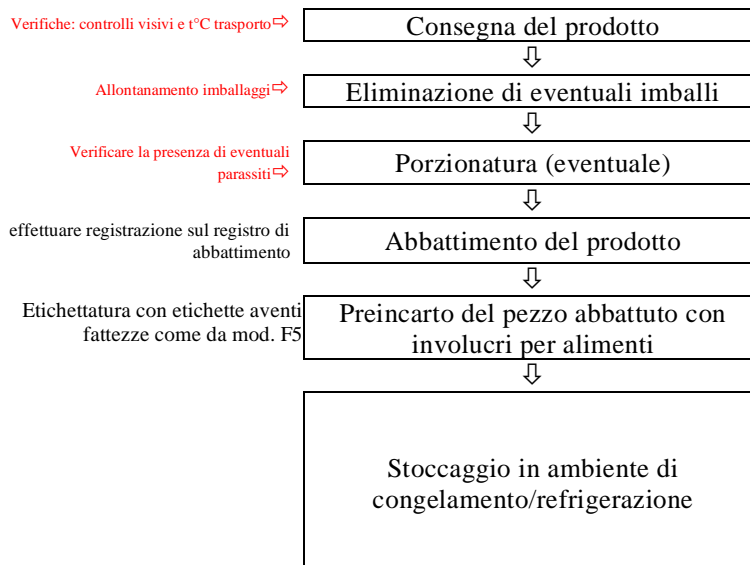 Verifiche: controlli visivi e t°C trasporto⇨
Consegna del prodotto
⇩
Allontanamento imballaggi⇨
Eliminazione di eventuali imballi
⇩
Verificare la presenza di eventuali
parassiti⇨
Porzionatura (eventuale)
⇩
effettuare registrazione sul registro di
abbattimento
Abbattimento del prodotto
⇩
Etichettatura con etichette aventi
fattezze come da mod. F5
Preincarto del pezzo abbattuto con
involucri per alimenti
⇩
Stoccaggio in ambiente di
congelamento/refrigerazione